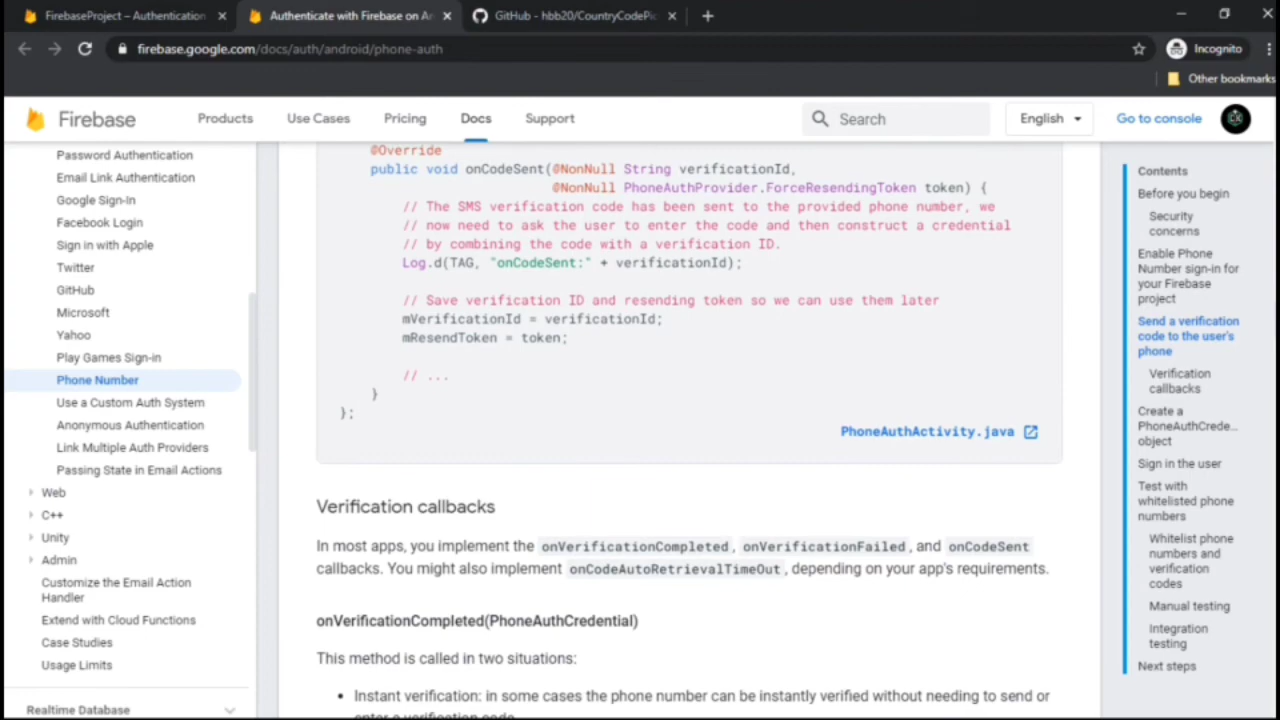 FirebaseProject – Authentication
Authenticate with Firebase on An
GitHub - hbb20/CountryCodePic
firebase.google.com/docs/auth/android/phone-auth
Incognito
Other bookmarks
Firebase
Products
Use Cases
Pricing
Docs
Support
Search
English
Go to console
Password Authentication
Email Link Authentication
Google Sign-In
Facebook Login
Sign in with Apple
Twitter
GitHub
Microsoft
Yahoo
Play Games Sign-in
Phone Number
Use a Custom Auth System
Anonymous Authentication
Link Multiple Auth Providers
Passing State in Email Actions
Web
C++
Unity
Admin
Customize the Email Action
Handler
Extend with Cloud Functions
Case Studies
Usage Limits
Realtime Database
@Override
public void onCodeSent(@NonNull String verificationId,
@NonNull PhoneAuthProvider.ForceResendingToken token) {
// The SMS verification code has been sent to the provided phone number, we
// now need to ask the user to enter the code and then construct a credential
// by combining the code with a verification ID.
Log.d(TAG, "onCodeSent:" + verificationId);
// Save verification ID and resending token so we can use them later
mVerificationId = verificationId;
mResendToken = token;
// ...
}
};
PhoneAuthActivity.java
Verification callbacks
In most apps, you implement the onVerificationCompleted, onVerificationFailed, and onCodeSent
callbacks. You might also implement onCodeAutoRetrievalTimeOut, depending on your app's requirements.
onVerificationCompleted(PhoneAuthCredential)
This method is called in two situations:
• Instant verification: in some cases the phone number can be instantly verified without needing to send or
enter a verification code
Contents
Before you begin
Security
concerns
Enable Phone
Number sign-in for
your Firebase
project
Send a verification
code to the user's
phone
Verification
callbacks
Create a
PhoneAuthCrede...
object
Sign in the user
Test with
whitelisted phone
numbers
Whitelist phone
numbers and
verification
codes
Manual testing
Integration
testing
Next steps